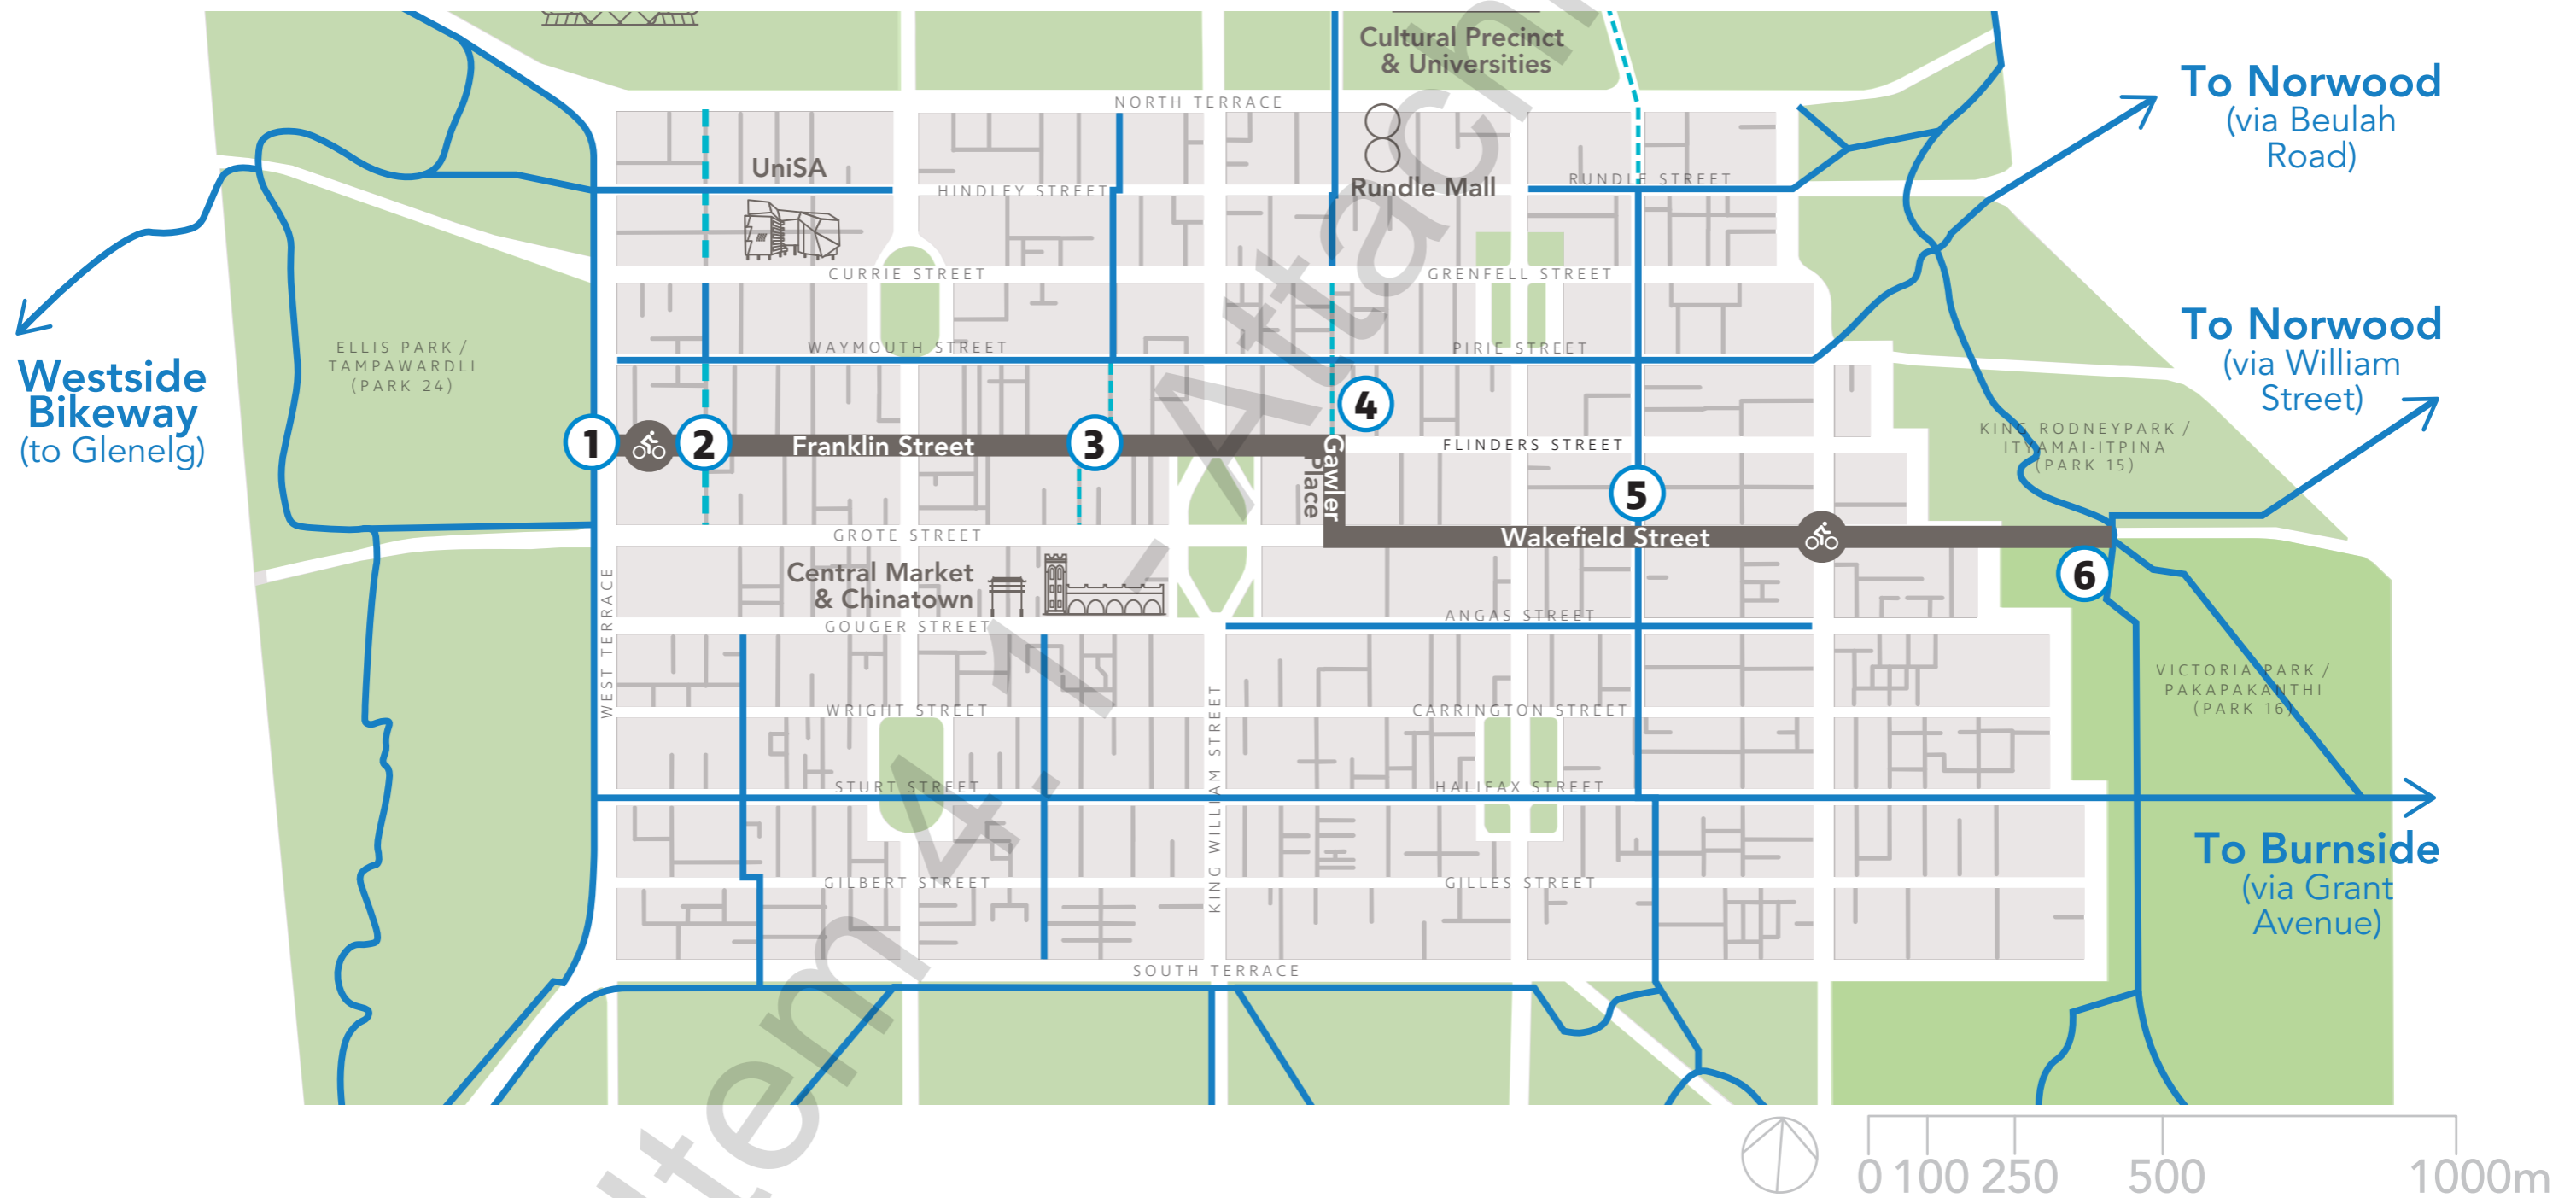 Cultural Precinct
& Universities
To Norwood
(via Beulah
Road)
NORTH TERRACE
UniSA
Rundle Mall
RUNDLE STREET
HINDLEY STREET
CURRIE STREET
GRENFELL STREET
To Norwood
(via William
Street)
ELLIS PARK /
TAMPAWARDLI
(PARK 24)
WAYMOUTH STREET
PIRIE STREET
Westside
Bikeway
(to Glenelg)
4
1
2
Franklin Street
3
Gawler
Place
FLINDERS STREET
KING RODNEYPARK /
ITYAMAI-ITPINA
(PARK 15)
5
GROTE STREET
Wakefield Street
6
Central Market
& Chinatown
GOUGER STREET
ANGAS STREET
WEST TERRACE
VICTORIA PARK /
PAKAPAKANTHI
(PARK 16)
WRIGHT STREET
CARRINGTON STREET
KING WILLIAM STREET
STURT STREET
HALIFAX STREET
To Burnside
(via Grant
Avenue)
GILBERT STREET
GILLES STREET
SOUTH TERRACE
0 100 250 500 1000m
Item 4.1 - Attach